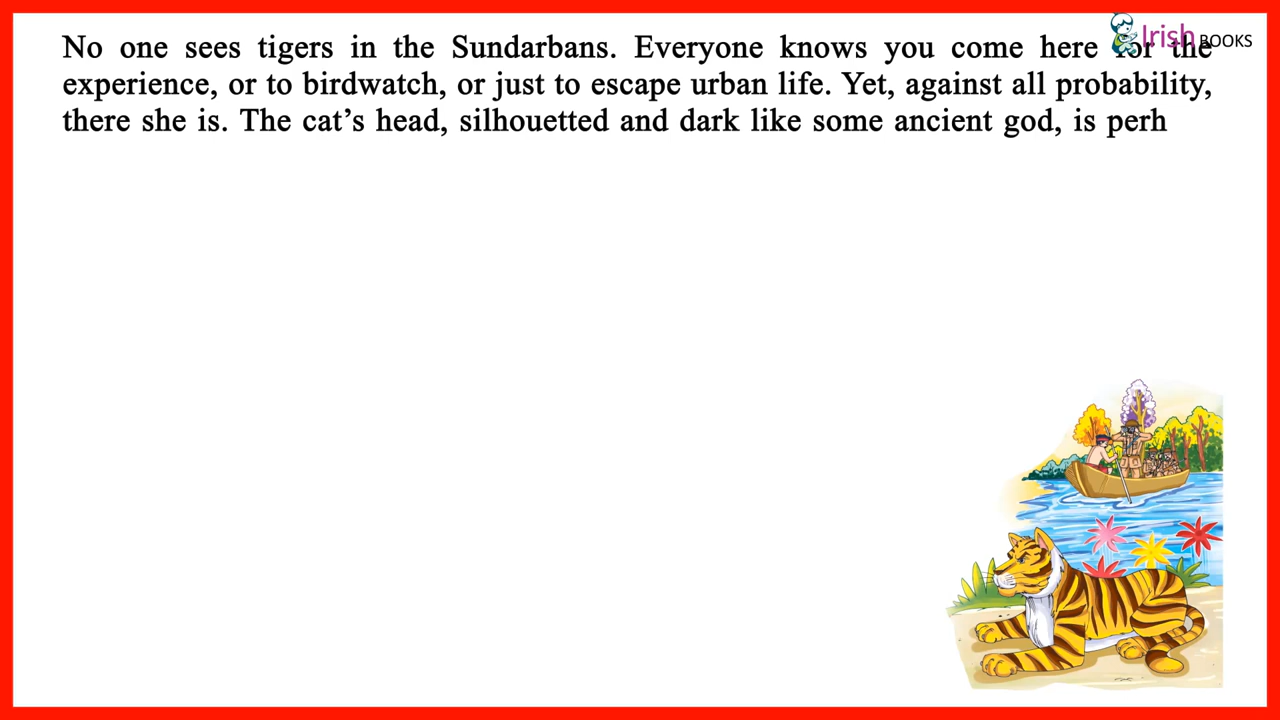 No one sees tigers in the Sundarbans. Everyone knows you come here for the
experience, or to birdwatch, or just to escape urban life. Yet, against all probability,
there she is. The cat's head, silhouetted and dark like some ancient god, is perh
Irish BOOKS